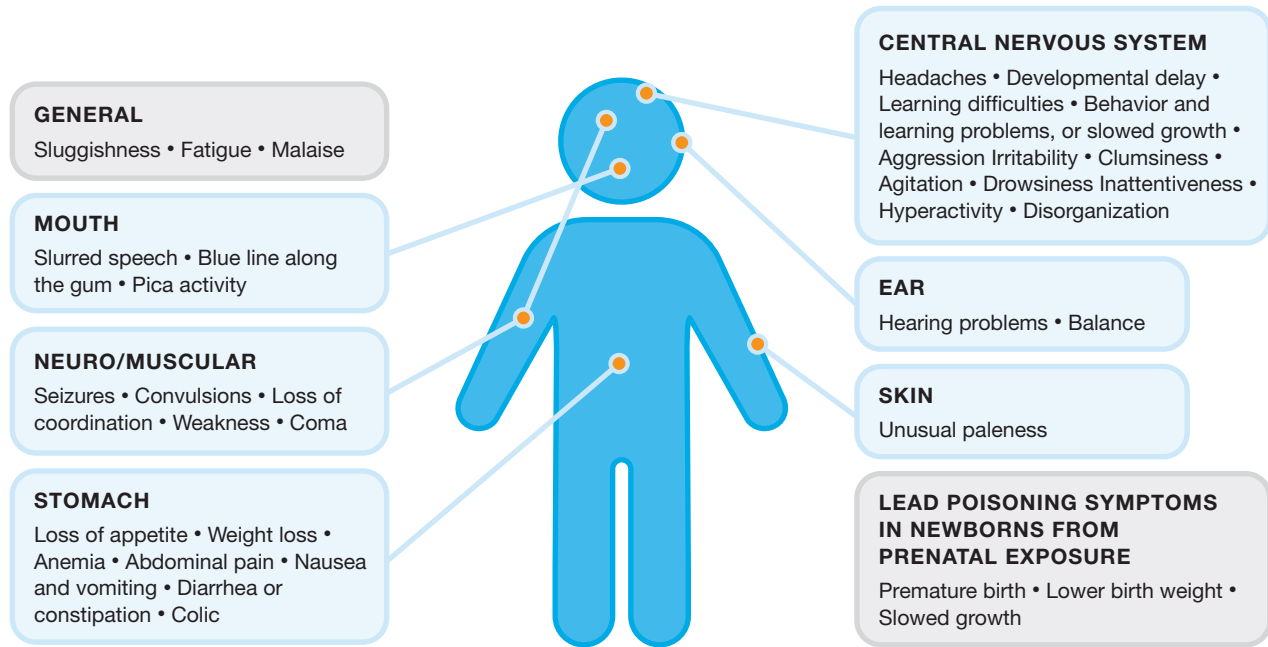 GENERAL
Sluggishness • Fatigue • Malaise
MOUTH
Slurred speech • Blue line along
the gum • Pica activity
NEURO/MUSCULAR
Seizures • Convulsions • Loss of
coordination • Weakness • Coma
STOMACH
Loss of appetite • Weight loss •
Anemia • Abdominal pain • Nausea
and vomiting • Diarrhea or
constipation • Colic
CENTRAL NERVOUS SYSTEM
Headaches • Developmental delay •
Learning difficulties • Behavior and
learning problems, or slowed growth •
Aggression Irritability • Clumsiness •
Agitation • Drowsiness Inattentiveness •
Hyperactivity • Disorganization
EAR
Hearing problems • Balance
SKIN
Unusual paleness
LEAD POISONING SYMPTOMS
IN NEWBORNS FROM
PRENATAL EXPOSURE
Premature birth • Lower birth weight •
Slowed growth